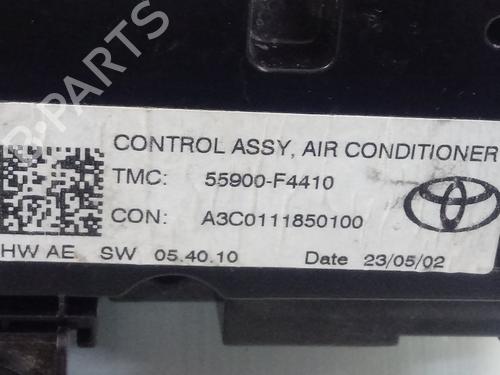 CONTROL ASSY, AIR CONDITIONER
TMC: 55900-F4410
CON: A3C0111850100
HW AE SW 05.40.10 Date 23/05/02
B-PARTS